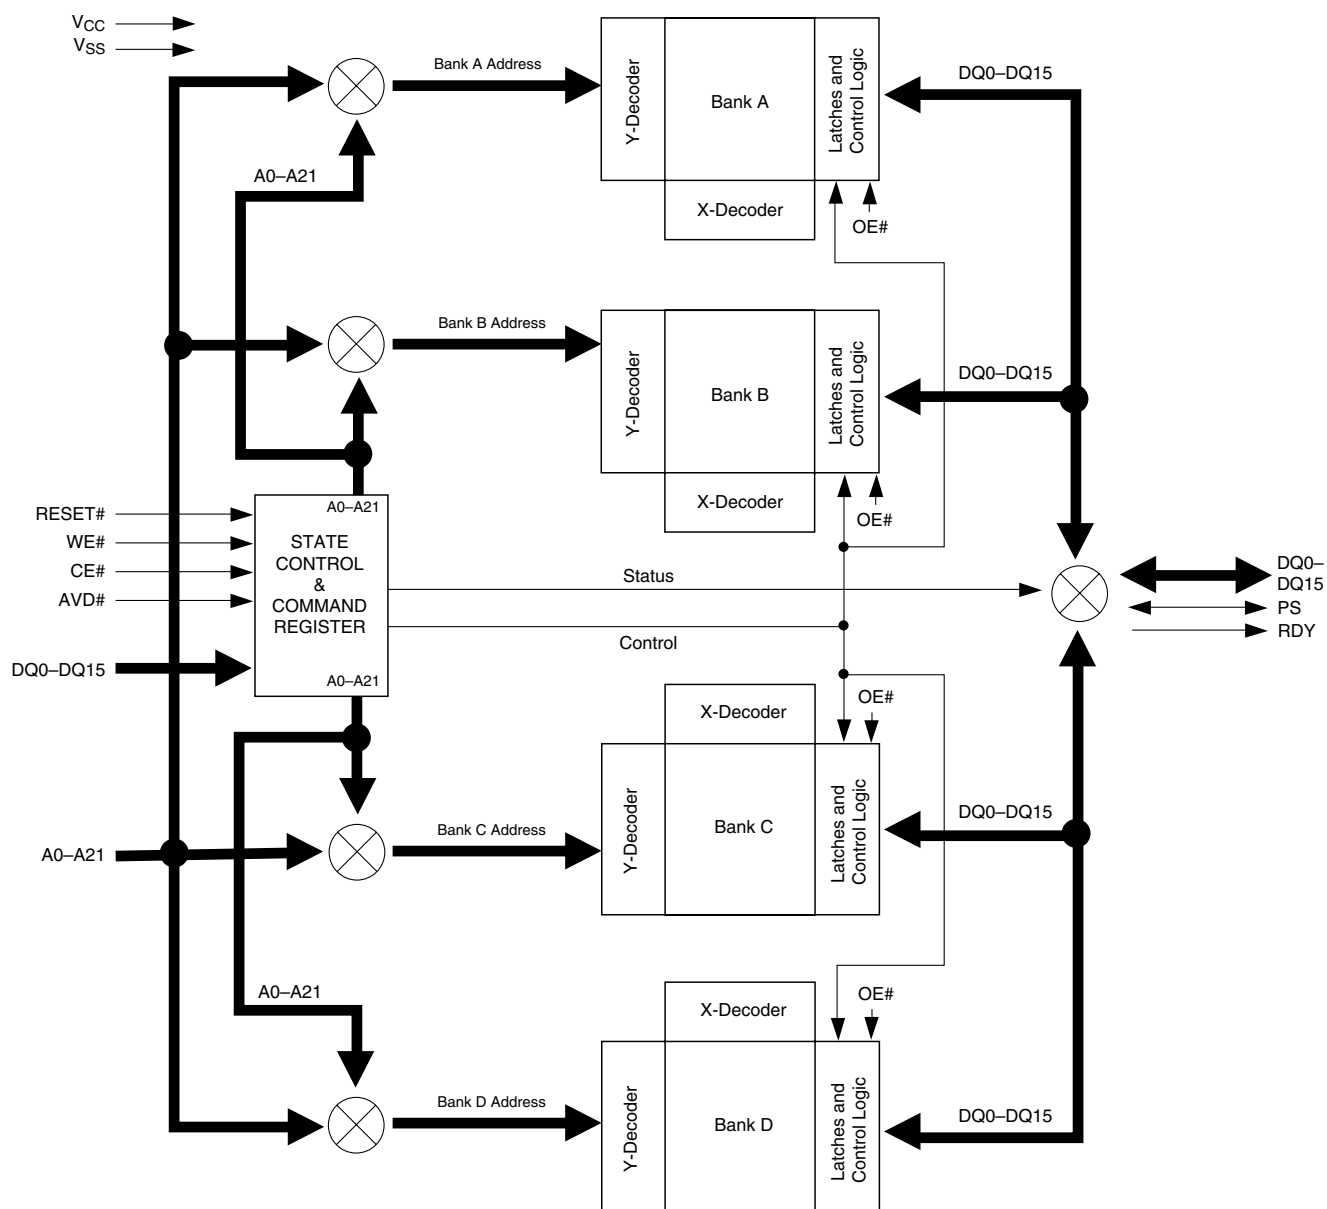 VCC
VSS
Bank A Address
Y-Decoder
Bank A
Latches and
Control Logic
DQ0–DQ15
A0–A21
X-Decoder
OE#
Bank B Address
Y-Decoder
Bank B
Latches and
Control Logic
DQ0–DQ15
X-Decoder
OE#
A0–A21
RESET#
WE#
CE#
AVD#
DQ0–DQ15
STATE
CONTROL
&
COMMAND
REGISTER
A0–A21
Status
Control
DQ0–
DQ15
PS
RDY
X-Decoder
OE#
A0–A21
Bank C Address
Y-Decoder
Bank C
Latches and
Control Logic
DQ0–DQ15
A0–A21
X-Decoder
OE#
Bank D Address
Y-Decoder
Bank D
Latches and
Control Logic
DQ0–DQ15